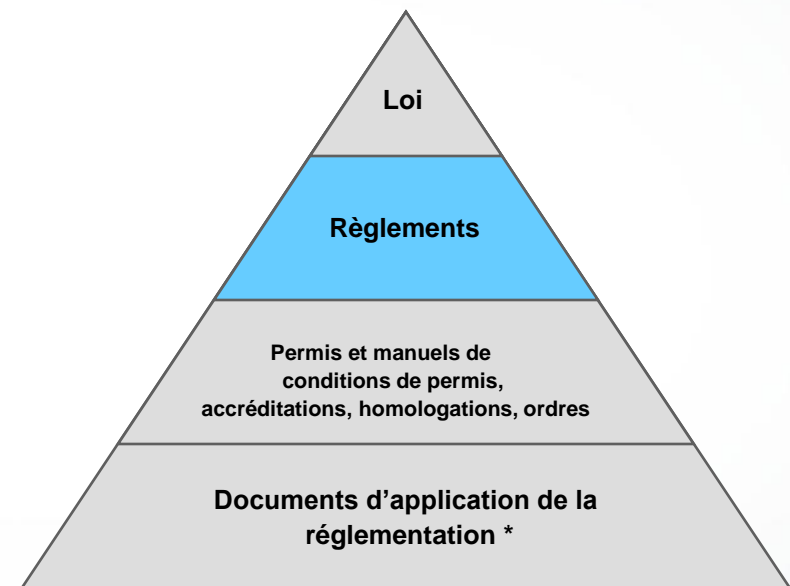 Loi
Règlements
Permis et manuels de
conditions de permis,
accréditations, homologations, ordres
Documents d’application de la
réglementation *